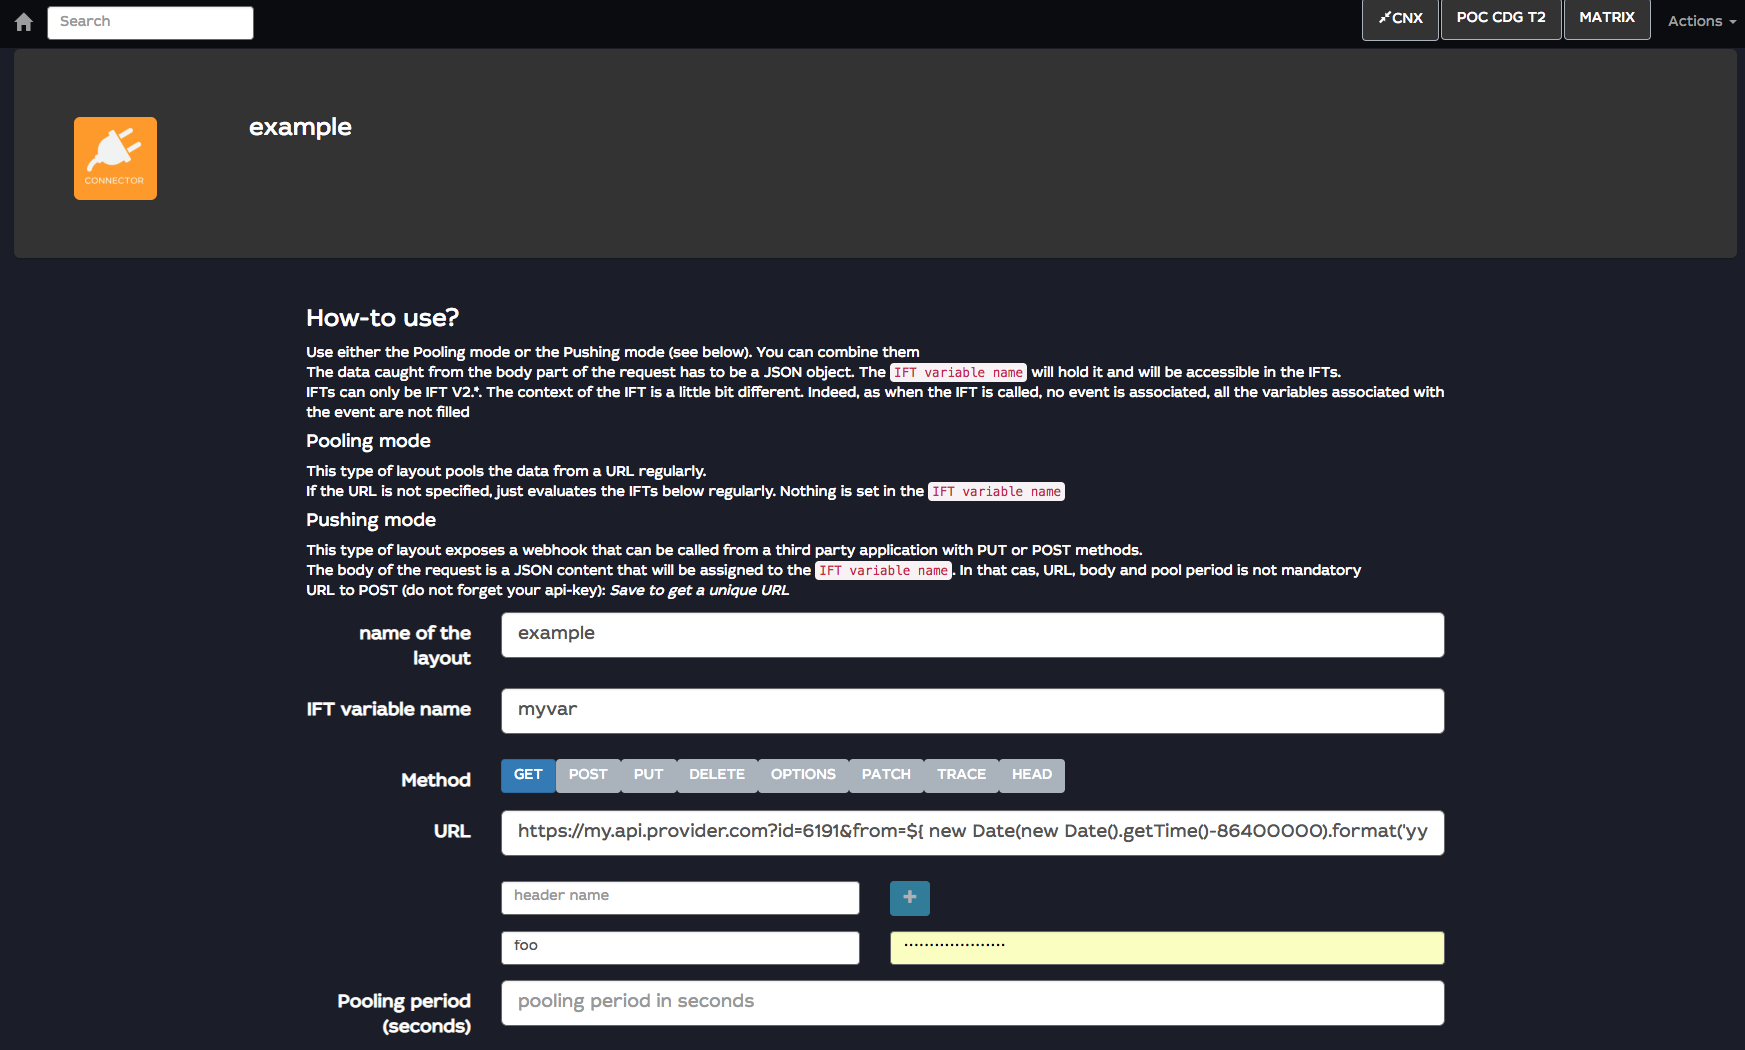 Search
CNX
POC CDG T2
MATRIX
Actions
CONNECTOR
example
How-to use?
Use either the Pooling mode or the Pushing mode (see below). You can combine them
The data caught from the body part of the request has to be a JSON object. The IFT variable name will hold it and will be accessible in the IFTs.
IFTs can only be IFT V2.*. The context of the IFT is a little bit different. Indeed, as when the IFT is called, no event is associated, all the variables associated with
the event are not filled
Pooling mode
This type of layout pools the data from a URL regularly.
If the URL is not specified, just evaluates the IFTs below regularly. Nothing is set in the IFT variable name
Pushing mode
This type of layout exposes a webhook that can be called from a third party application with PUT or POST methods.
The body of the request is a JSON content that will be assigned to the IFT variable name. In that cas, URL, body and pool period is not mandatory
URL to POST (do not forget your api-key): Save to get a unique URL
name of the
layout
example
IFT variable name
myvar
Method
GET POST PUT DELETE OPTIONS PATCH TRACE HEAD
URL
https://my.api.provider.com?id=6191&from=${ new Date(new Date().getTime()-86400000).format('yy
header name
foo
Pooling period
(seconds)
pooling period in seconds